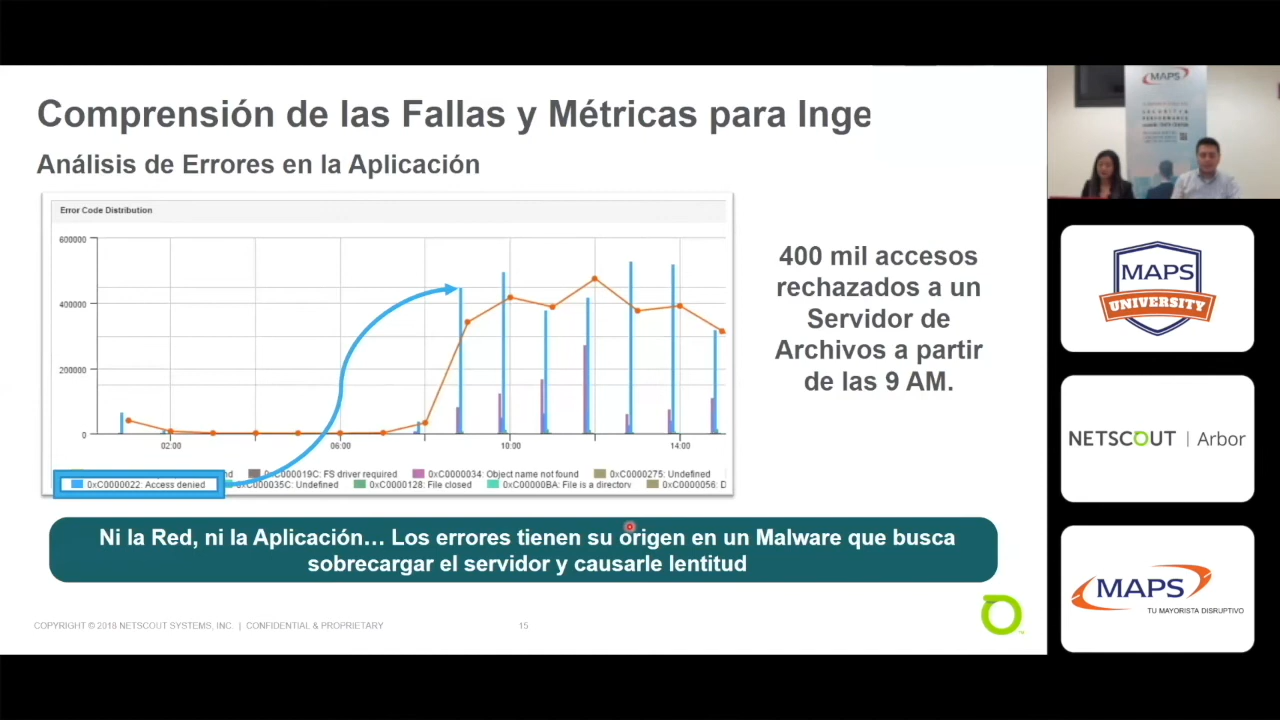 Comprensión de las Fallas y Métricas para Inge
Análisis de Errores en la Aplicación
Error Code Distribution
600000
400000
200000
0
02:00
06:00
10:00
14:00
nd
0xC000019C: FS driver required
0xC0000034: Object name not found
0xC0000275: Undefined
0xC0000022: Access denied
000035C: Undefined
0xC0000128: File closed
0xC00000BA: File is a directory
0xC0000056: D
400 mil accesos
rechazados a un
Servidor de
Archivos a partir
de las 9 AM.
Ni la Red, ni la Aplicación… Los errores tienen su origen en un Malware que busca
sobrecargar el servidor y causarle lentitud
COPYRIGHT © 2018 NETSCOUT SYSTEMS, INC. | CONFIDENTIAL & PROPRIETARY
15
MAPS
MAPS
UNIVERSITY
NETSCOUT | Arbor
MAPS
TU MAYORISTA DISRUPTIVO